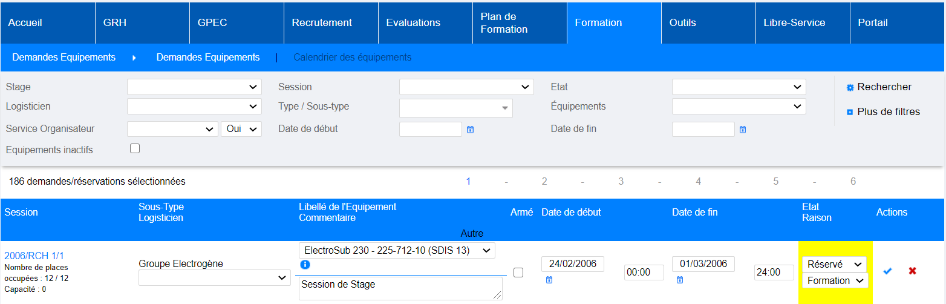 Accueil GRH GPEC Recrutement Evaluations Plan de Formation Formation Outils Libre-Service Portail
Demandes Equipements Demandes Equipements | Calendrier des équipements
Stage Session Etat Rechercher
Logisticien Type / Sous-type Équipements Plus de filtres
Service Organisateur Oui Date de début Date de fin
Equipements inactifs
186 demandes/réservations sélectionnées 1 - 2 - 3 - 4 - 5 - 6
Session Sous-Type Libellé de l'Equipement Armé Date de début Date de fin Etat Actions
Logisticien Commentaire Raison
Autre
2006/RCH 1/1 Groupe Electrogène ElectroSub 230 - 225-712-10 (SDIS 13) 24/02/2006 00:00 01/03/2006 24:00 Réservé
Nombre de places
occupées : 12 / 12
Capacité : 0 Session de Stage Formation